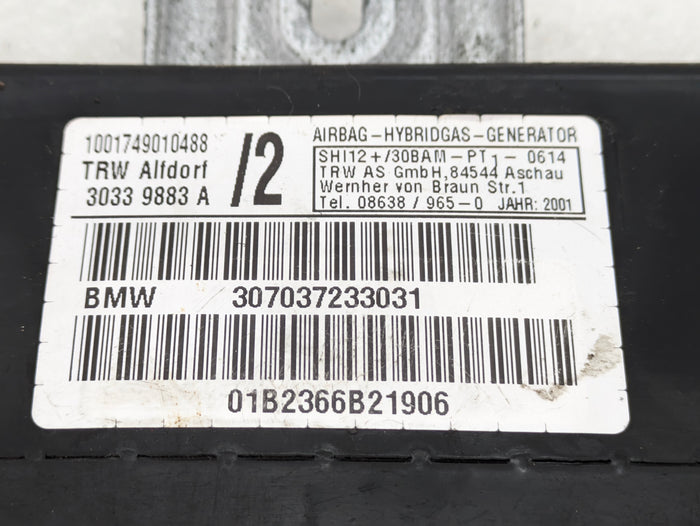 1001749010488
TRW Alfdorf
3033 9883 A
/2
AIRBAG-HYBRIDGAS-GENERATOR
SHI12+/30BAM-PT1-0614
TRW AS GmbH,84544 Aschau
Wernher von Braun Str.1
Tel. 08638 / 965-0 JAHR: 2001
BMW 307037233031
01B2366B21906